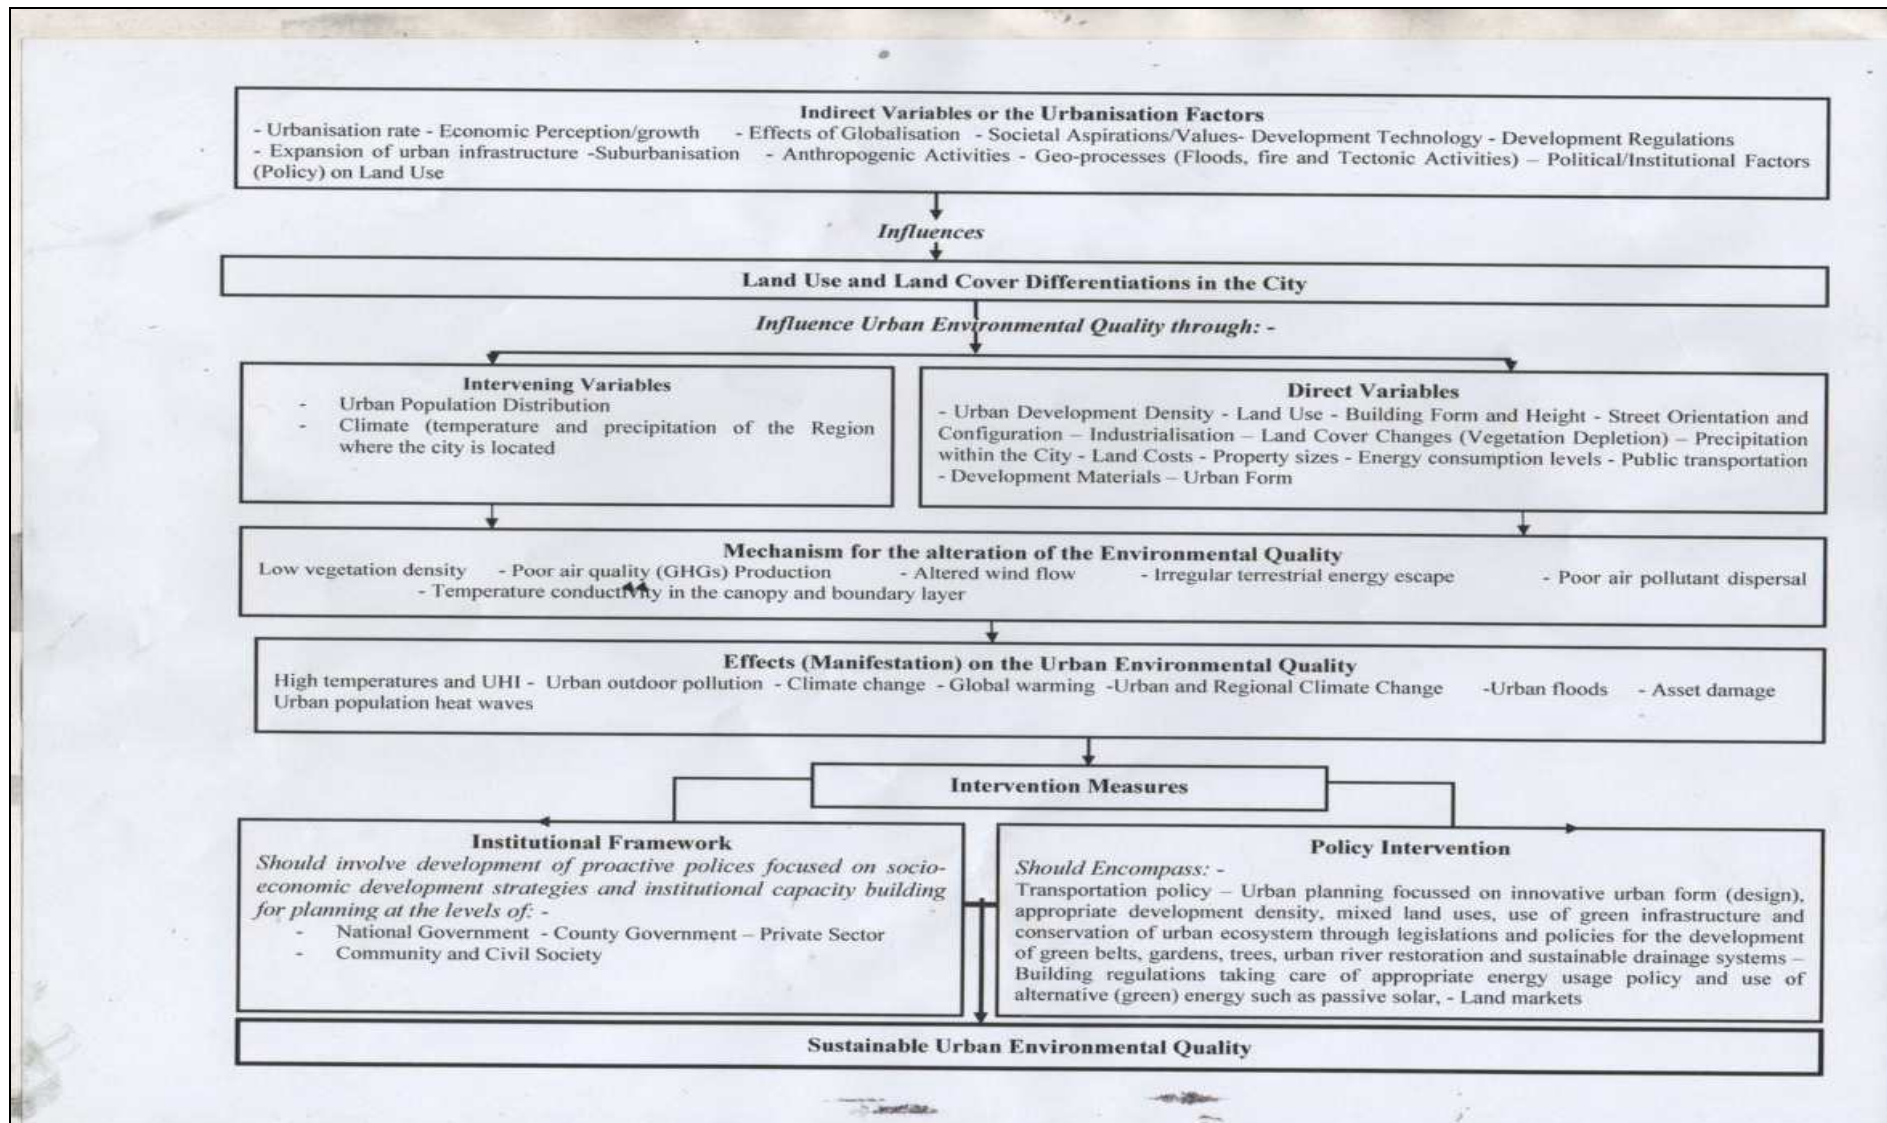 Indirect Variables or the Urbanisation Factors
- Urbanisation rate - Economic Perception/growth - Effects of Globalisation - Societal Aspirations/Values- Development Technology - Development Regulations
- Expansion of urban infrastructure -Suburbanisation - Anthropogenic Activities - Geo-processes (Floods, fire and Tectonic Activities) – Political/Institutional Factors
(Policy) on Land Use
Influences
Land Use and Land Cover Differentiations in the City
Influence Urban Environmental Quality through: -
Intervening Variables
- Urban Population Distribution
- Climate (temperature and precipitation of the Region
where the city is located
Direct Variables
- Urban Development Density - Land Use - Building Form and Height - Street Orientation and
Configuration – Industrialisation – Land Cover Changes (Vegetation Depletion) – Precipitation
within the City - Land Costs - Property sizes - Energy consumption levels - Public transportation
- Development Materials – Urban Form
Mechanism for the alteration of the Environmental Quality
Low vegetation density - Poor air quality (GHGs) Production - Altered wind flow - Irregular terrestrial energy escape - Poor air pollutant dispersal
- Temperature conductivity in the canopy and boundary layer
Effects (Manifestation) on the Urban Environmental Quality
High temperatures and UHI - Urban outdoor pollution - Climate change - Global warming -Urban and Regional Climate Change -Urban floods - Asset damage
Urban population heat waves
Intervention Measures
Institutional Framework
Should involve development of proactive polices focused on socio-
economic development strategies and institutional capacity building
for planning at the levels of: -
- National Government - County Government – Private Sector
- Community and Civil Society
Policy Intervention
Should Encompass: -
Transportation policy – Urban planning focussed on innovative urban form (design),
appropriate development density, mixed land uses, use of green infrastructure and
conservation of urban ecosystem through legislations and policies for the development
of green belts, gardens, trees, urban river restoration and sustainable drainage systems –
Building regulations taking care of appropriate energy usage policy and use of
alternative (green) energy such as passive solar, - Land markets
Sustainable Urban Environmental Quality